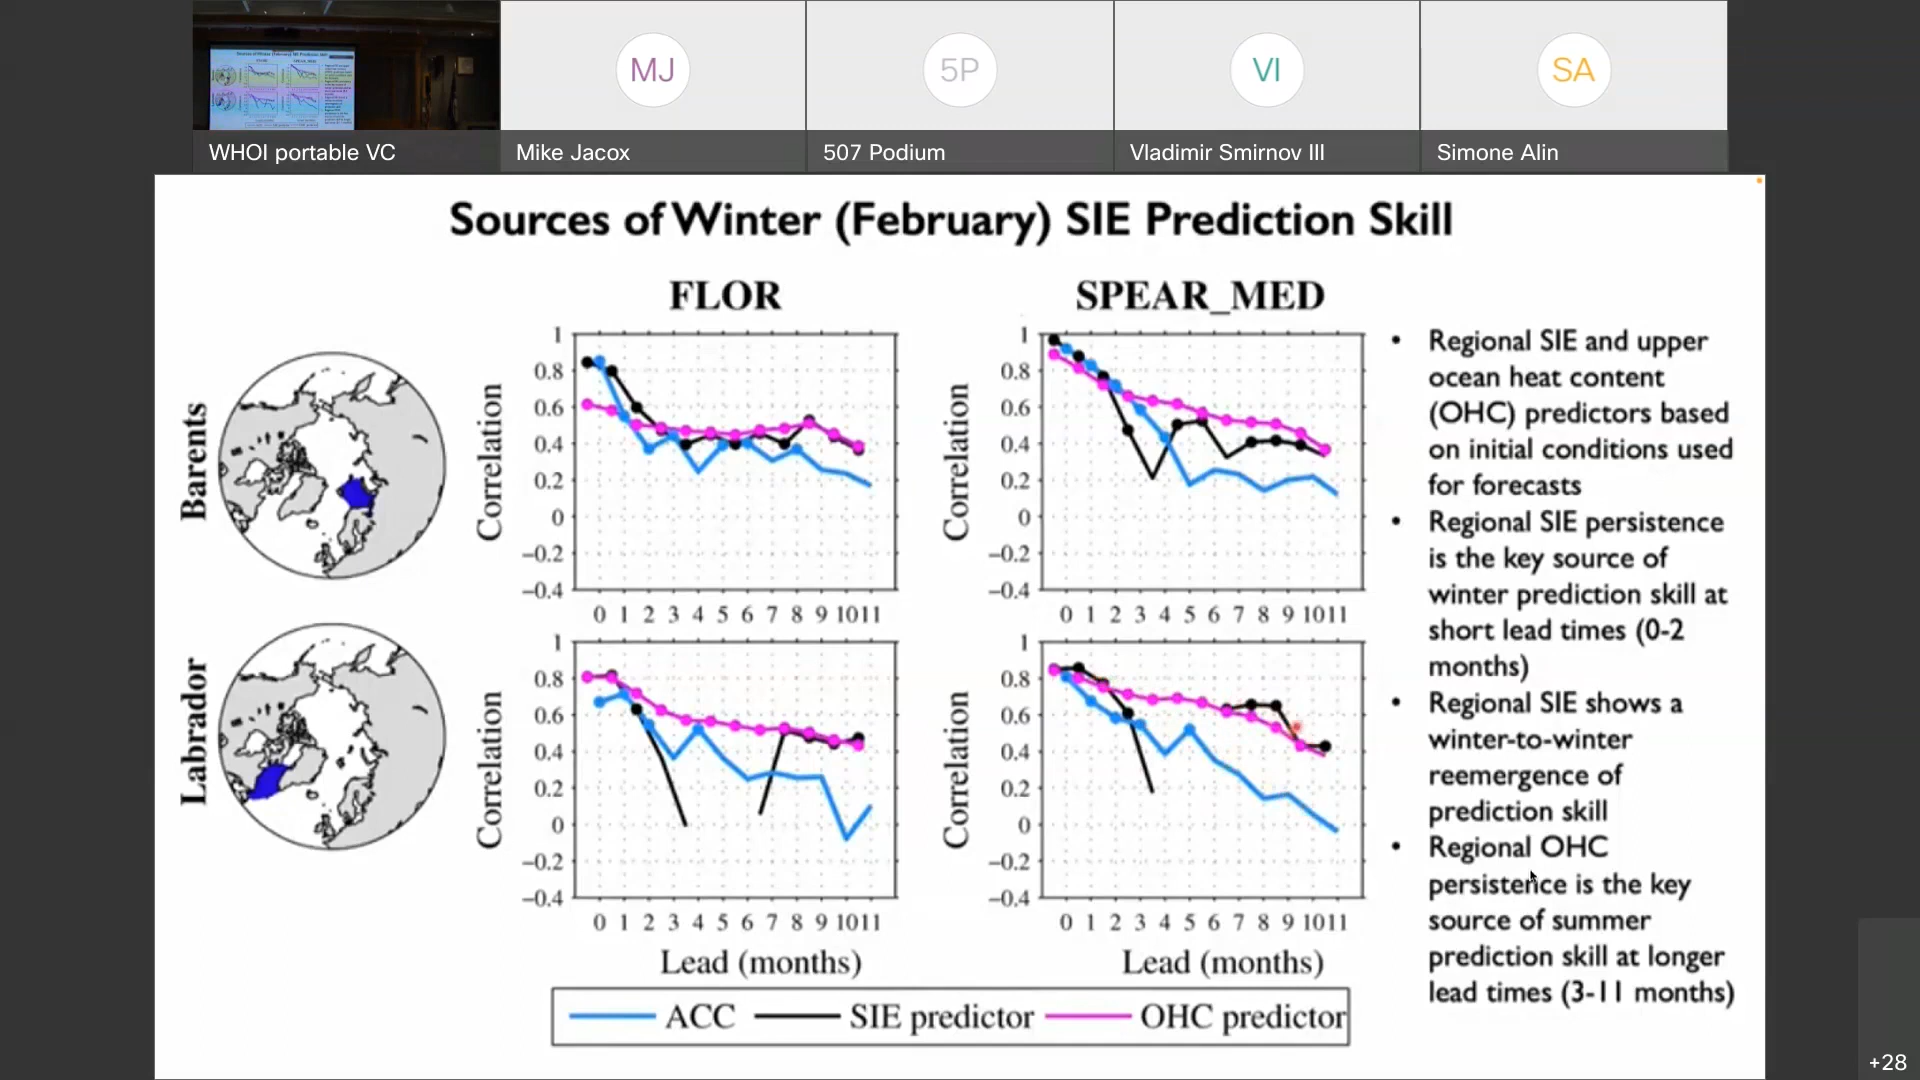 MJ
5P
VI
SA
WHOI portable VC
Mike Jacox
507 Podium
Vladimir Smirnov III
Simone Alin
Sources of Winter (February) SIE Prediction Skill
FLOR
SPEAR_MED
Barents
Correlation
1
0.8
0.6
0.4
0.2
0
−0.2
−0.4
0 1 2 3 4 5 6 7 8 9 10 11
Correlation
1
0.8
0.6
0.4
0.2
0
−0.2
−0.4
0 1 2 3 4 5 6 7 8 9 10 11
Labrador
Correlation
1
0.8
0.6
0.4
0.2
0
−0.2
−0.4
0 1 2 3 4 5 6 7 8 9 10 11
Lead (months)
Correlation
1
0.8
0.6
0.4
0.2
0
−0.2
−0.4
0 1 2 3 4 5 6 7 8 9 10 11
Lead (months)
ACC SIE predictor OHC predictor
• Regional SIE and upper
ocean heat content
(OHC) predictors based
on initial conditions used
for forecasts
• Regional SIE persistence
is the key source of
winter prediction skill at
short lead times (0-2
months)
• Regional SIE shows a
winter-to-winter
reemergence of
prediction skill
• Regional OHC
persistence is the key
source of summer
prediction skill at longer
lead times (3-11 months)
+28